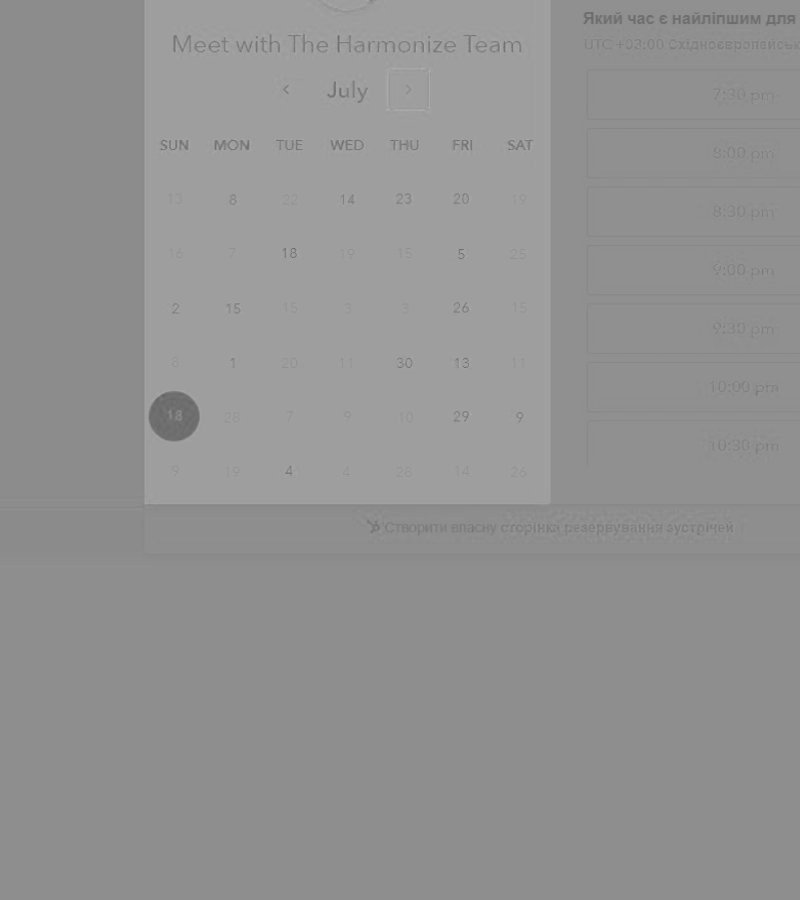 Meet with The Harmonize Team
July
SUN MON TUE WED THU FRI SAT
13 8 22 14 23 20 19
16 7 18 19 15 5 25
2 15 15 3 3 26 15
8 1 20 11 30 13 11
18 28 7 9 10 29 9
9 19 4 4 28 14 26
Який час є найліпшим для
UTC +03:00 Східноєвропейськ
7:30 pm
8:00 pm
8:30 pm
9:00 pm
9:30 pm
10:00 pm
10:30 pm
Створити власну сторінка резервування зустрічей